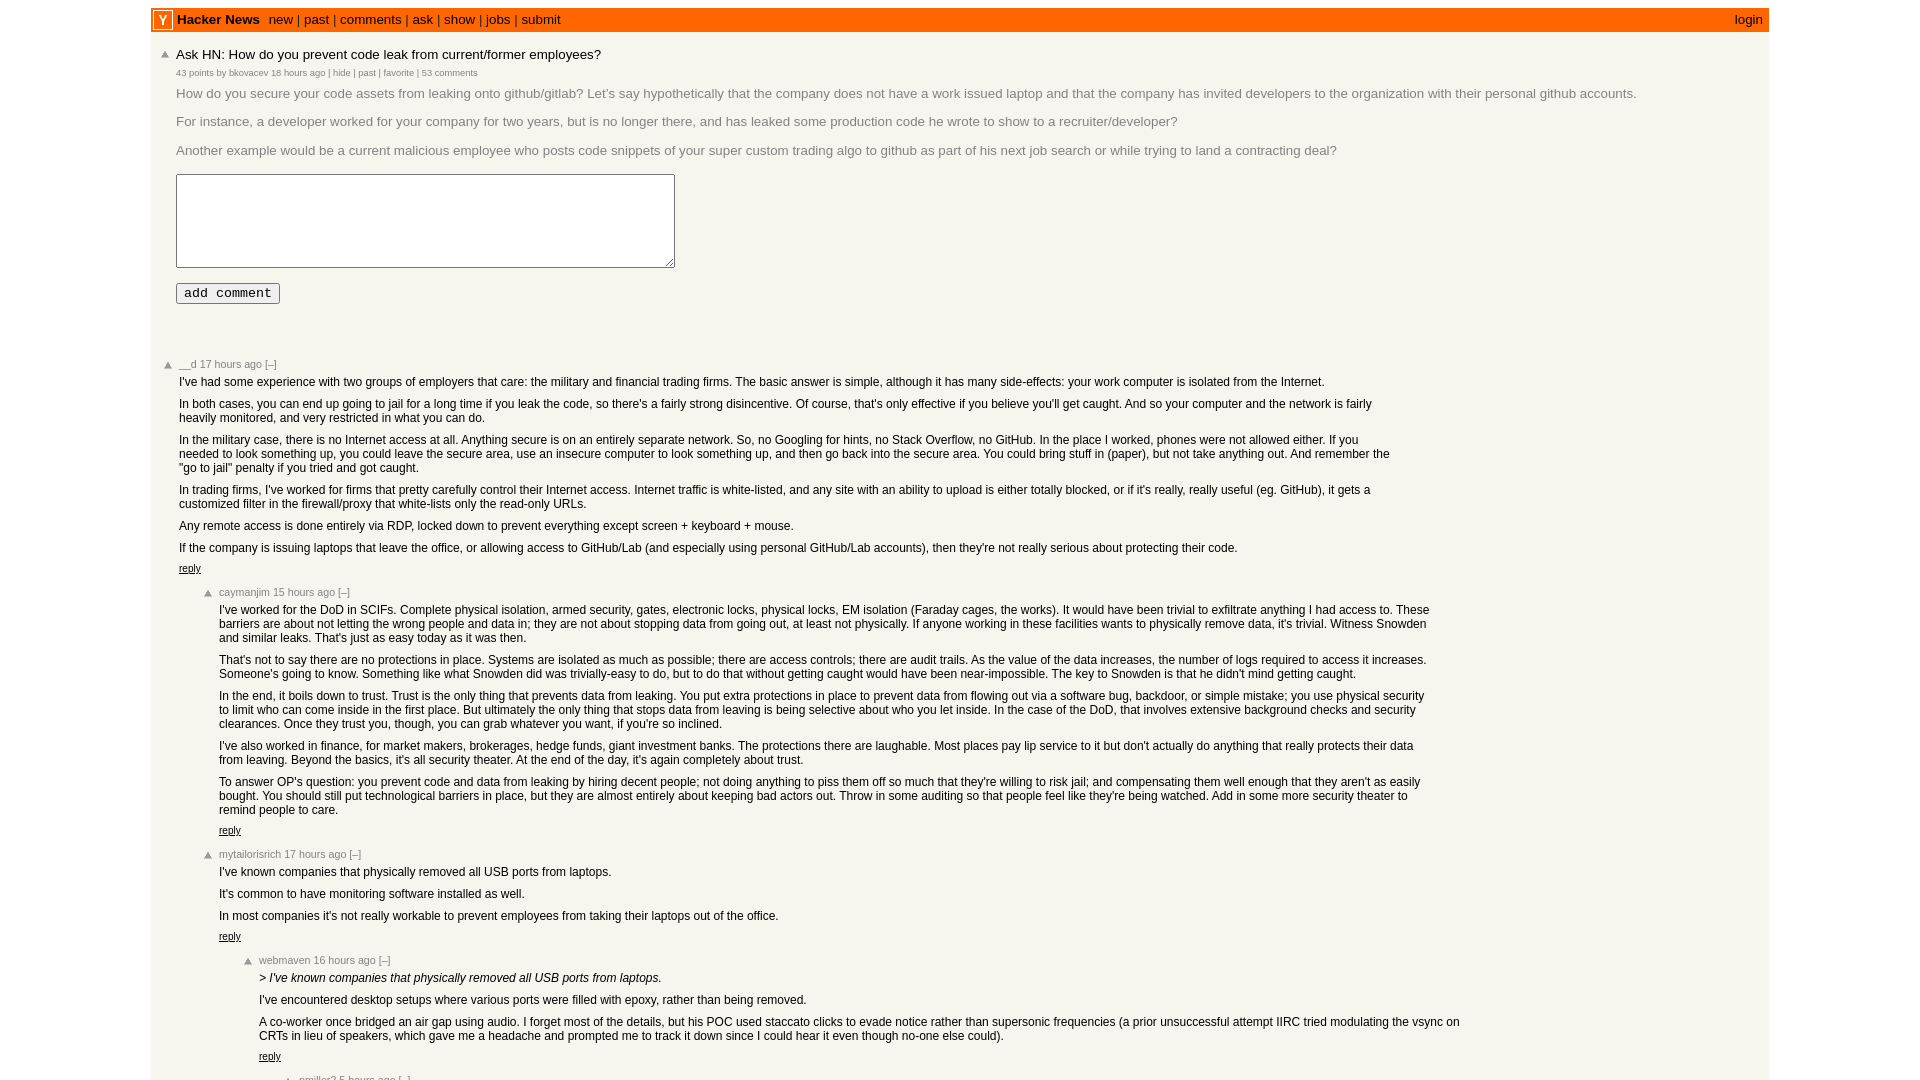 Y Hacker News new | past | comments | ask | show | jobs | submit login
Ask HN: How do you prevent code leak from current/former employees?
43 points by bkovacev 18 hours ago | hide | past | favorite | 53 comments
How do you secure your code assets from leaking onto github/gitlab? Let’s say hypothetically that the company does not have a work issued laptop and that the company has invited developers to the organization with their personal github accounts.
For instance, a developer worked for your company for two years, but is no longer there, and has leaked some production code he wrote to show to a recruiter/developer?
Another example would be a current malicious employee who posts code snippets of your super custom trading algo to github as part of his next job search or while trying to land a contracting deal?
add comment
__d 17 hours ago [–]
I've had some experience with two groups of employers that care: the military and financial trading firms. The basic answer is simple, although it has many side-effects: your work computer is isolated from the Internet.
In both cases, you can end up going to jail for a long time if you leak the code, so there's a fairly strong disincentive. Of course, that's only effective if you believe you'll get caught. And so your computer and the network is fairly
heavily monitored, and very restricted in what you can do.
In the military case, there is no Internet access at all. Anything secure is on an entirely separate network. So, no Googling for hints, no Stack Overflow, no GitHub. In the place I worked, phones were not allowed either. If you
needed to look something up, you could leave the secure area, use an insecure computer to look something up, and then go back into the secure area. You could bring stuff in (paper), but not take anything out. And remember the
"go to jail" penalty if you tried and got caught.
In trading firms, I've worked for firms that pretty carefully control their Internet access. Internet traffic is white-listed, and any site with an ability to upload is either totally blocked, or if it's really, really useful (eg. GitHub), it gets a
customized filter in the firewall/proxy that white-lists only the read-only URLs.
Any remote access is done entirely via RDP, locked down to prevent everything except screen + keyboard + mouse.
If the company is issuing laptops that leave the office, or allowing access to GitHub/Lab (and especially using personal GitHub/Lab accounts), then they're not really serious about protecting their code.
reply
caymanjim 15 hours ago [–]
I've worked for the DoD in SCIFs. Complete physical isolation, armed security, gates, electronic locks, physical locks, EM isolation (Faraday cages, the works). It would have been trivial to exfiltrate anything I had access to. These
barriers are about not letting the wrong people and data in; they are not about stopping data from going out, at least not physically. If anyone working in these facilities wants to physically remove data, it's trivial. Witness Snowden
and similar leaks. That's just as easy today as it was then.
That's not to say there are no protections in place. Systems are isolated as much as possible; there are access controls; there are audit trails. As the value of the data increases, the number of logs required to access it increases.
Someone's going to know. Something like what Snowden did was trivially-easy to do, but to do that without getting caught would have been near-impossible. The key to Snowden is that he didn't mind getting caught.
In the end, it boils down to trust. Trust is the only thing that prevents data from leaking. You put extra protections in place to prevent data from flowing out via a software bug, backdoor, or simple mistake; you use physical security
to limit who can come inside in the first place. But ultimately the only thing that stops data from leaving is being selective about who you let inside. In the case of the DoD, that involves extensive background checks and security
clearances. Once they trust you, though, you can grab whatever you want, if you're so inclined.
I've also worked in finance, for market makers, brokerages, hedge funds, giant investment banks. The protections there are laughable. Most places pay lip service to it but don't actually do anything that really protects their data
from leaving. Beyond the basics, it's all security theater. At the end of the day, it's again completely about trust.
To answer OP's question: you prevent code and data from leaking by hiring decent people; not doing anything to piss them off so much that they're willing to risk jail; and compensating them well enough that they aren't as easily
bought. You should still put technological barriers in place, but they are almost entirely about keeping bad actors out. Throw in some auditing so that people feel like they're being watched. Add in some more security theater to
remind people to care.
reply
mytailorisrich 17 hours ago [–]
I've known companies that physically removed all USB ports from laptops.
It's common to have monitoring software installed as well.
In most companies it's not really workable to prevent employees from taking their laptops out of the office.
reply
webmaven 16 hours ago [–]
> I've known companies that physically removed all USB ports from laptops.
I've encountered desktop setups where various ports were filled with epoxy, rather than being removed.
A co-worker once bridged an air gap using audio. I forget most of the details, but his POC used staccato clicks to evade notice rather than supersonic frequencies (a prior unsuccessful attempt IIRC tried modulating the vsync on
CRTs in lieu of speakers, which gave me a headache and prompted me to track it down since I could hear it even though no-one else could).
reply
5 hours ago [–]